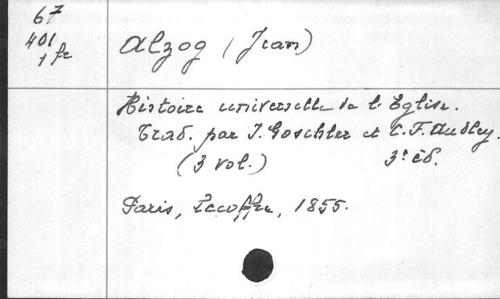 67
401
1 fr
Alzog (Jean)
Histoire universelle de l'Eglise.
Trad. par I. Goschler et C. F. Audley.
(3 vol.) 3e éd.
Paris, Lecoffre, 1855.